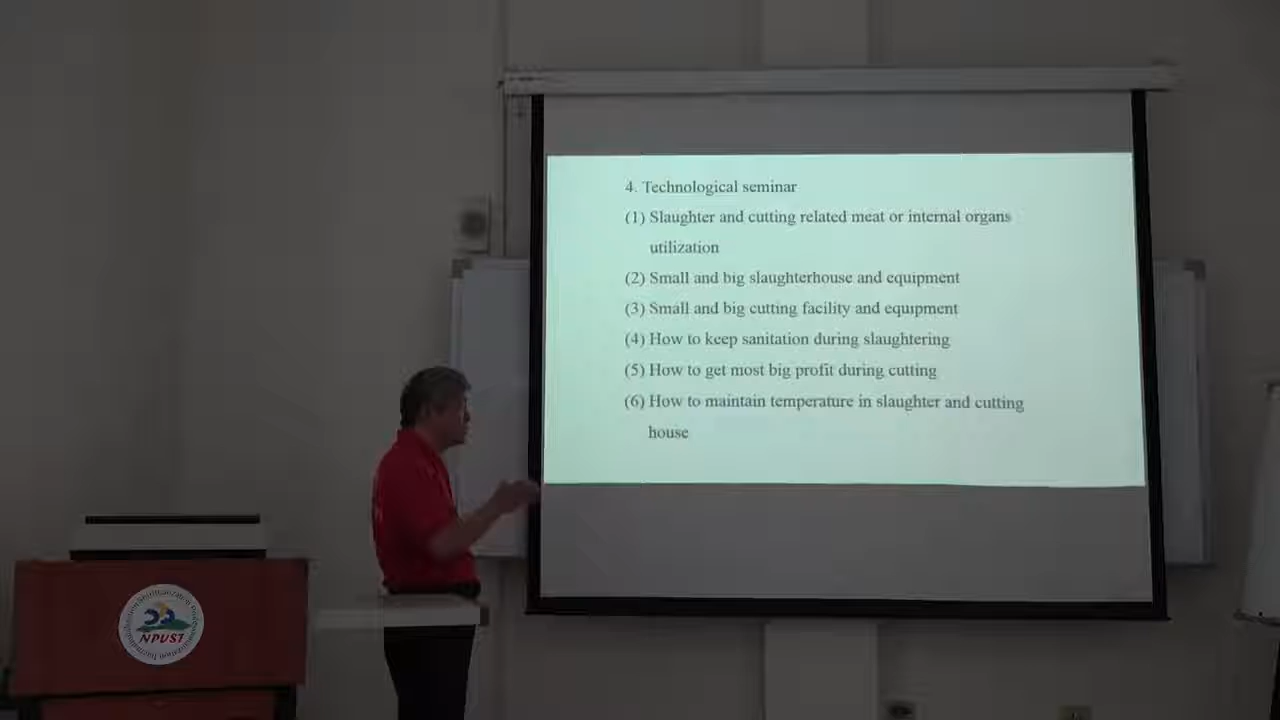 4. Technological seminar
(1) Slaughter and cutting related meat or internal organs
utilization
(2) Small and big slaughterhouse and equipment
(3) Small and big cutting facility and equipment
(4) How to keep sanitation during slaughtering
(5) How to get most big profit during cutting
(6) How to maintain temperature in slaughter and cutting
house
NPUST